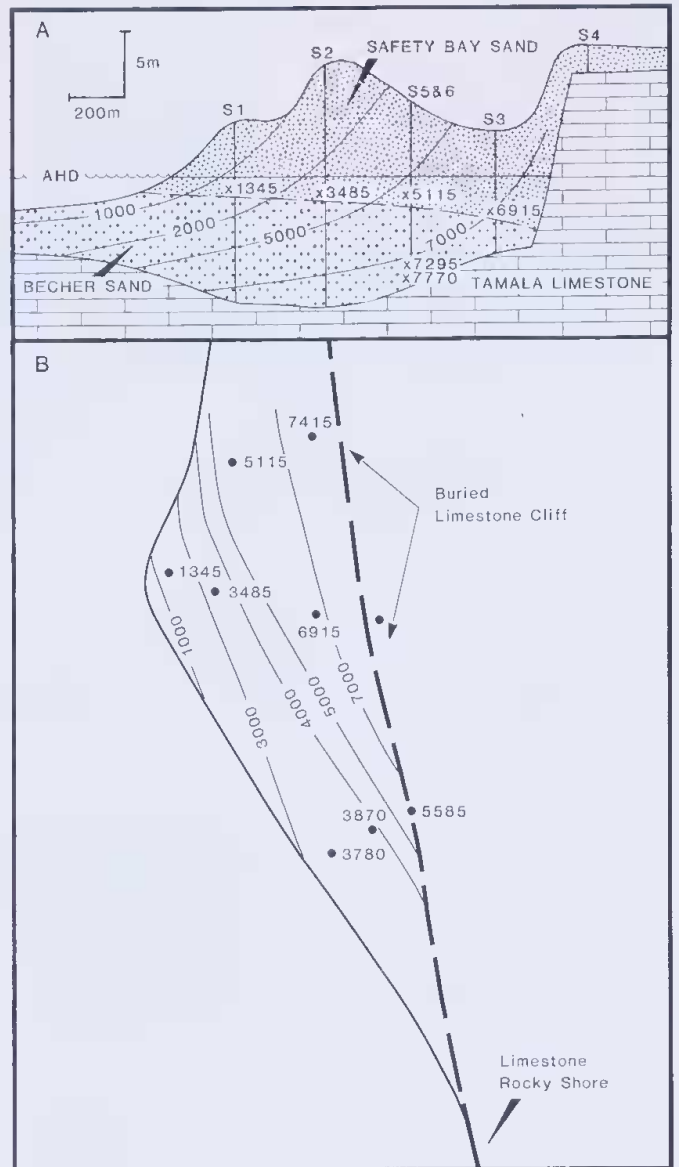 A
5m
200m
S1
S2
SAFETY BAY SAND
S5&6
S3
S4
AHD
x1345
x3485
x5115
x6915
1000
2000
5000
7000
x7295
x7770
BECHER SAND
TAMALA LIMESTONE
B
7415
5115
Buried
Limestone Cliff
1345
3485
6915
1000
3000
4000
5000
7000
5585
3870
3780
Limestone
Rocky Shore